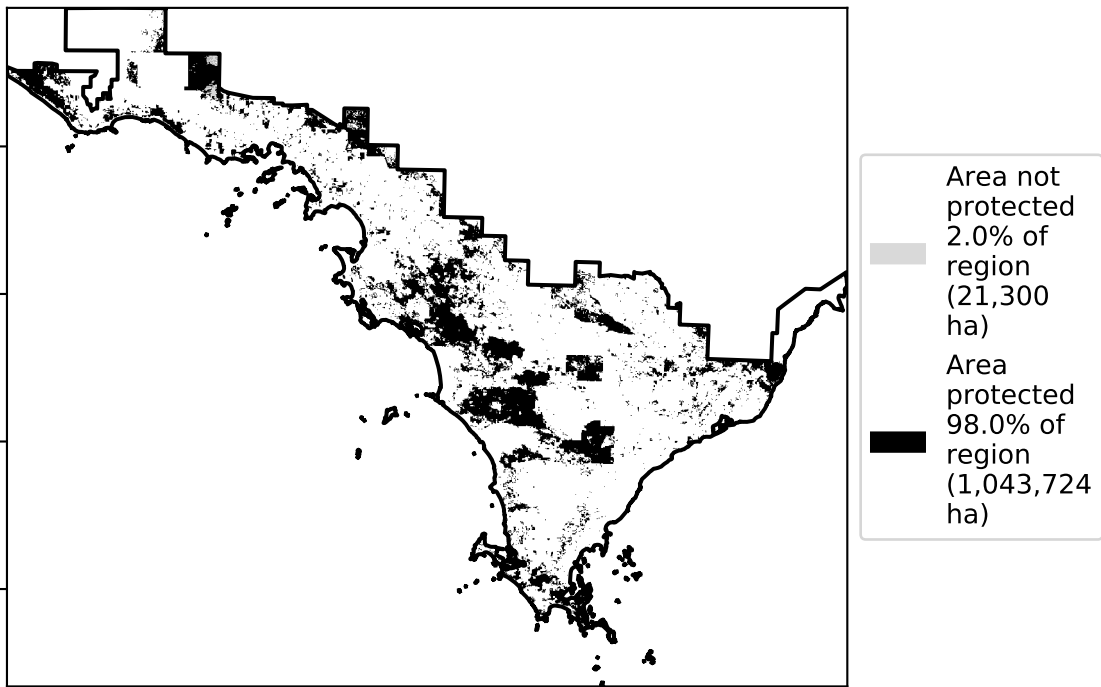 Area not
protected
2.0% of
region
(21,300
ha)
Area
protected
98.0% of
region
(1,043,724
ha)